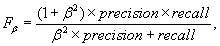 F_β = (1 + β²) × precision × recall / β² × precision + recall,